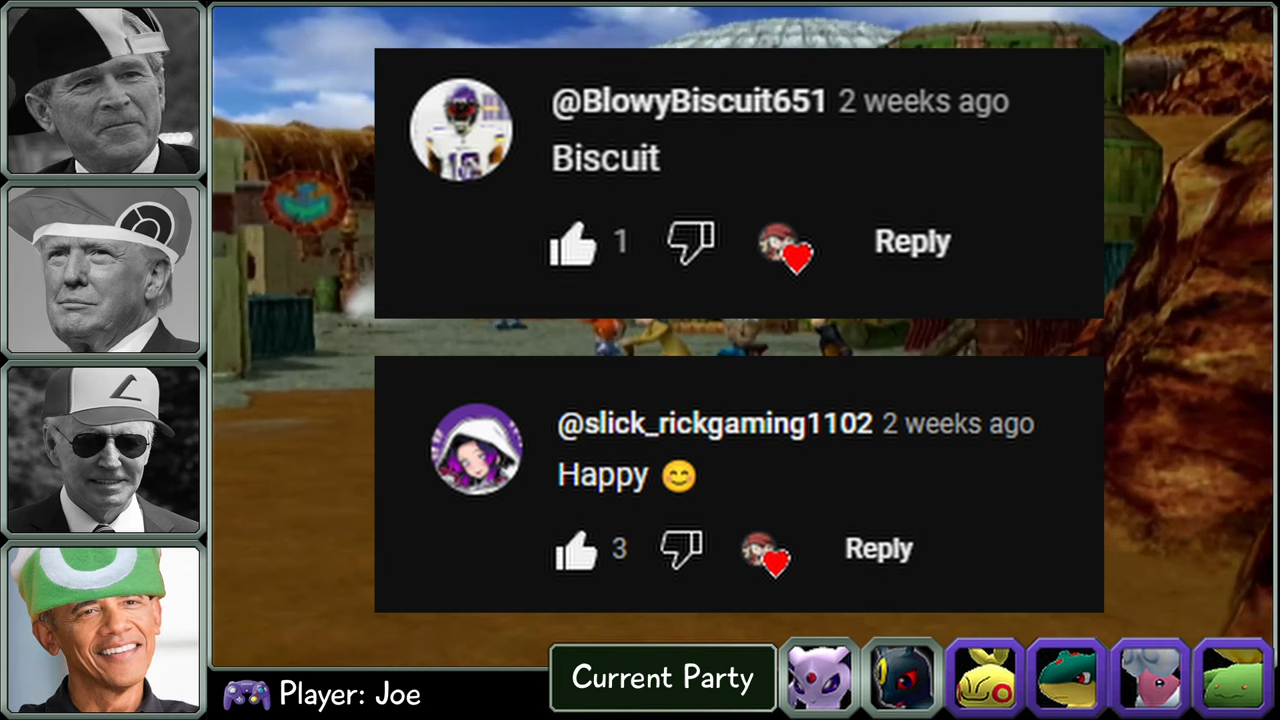 @BlowyBiscuit651 2 weeks ago
Biscuit
1
Reply
@slick_rickgaming1102 2 weeks ago
Happy 😊
3
Reply
Current Party
Player: Joe